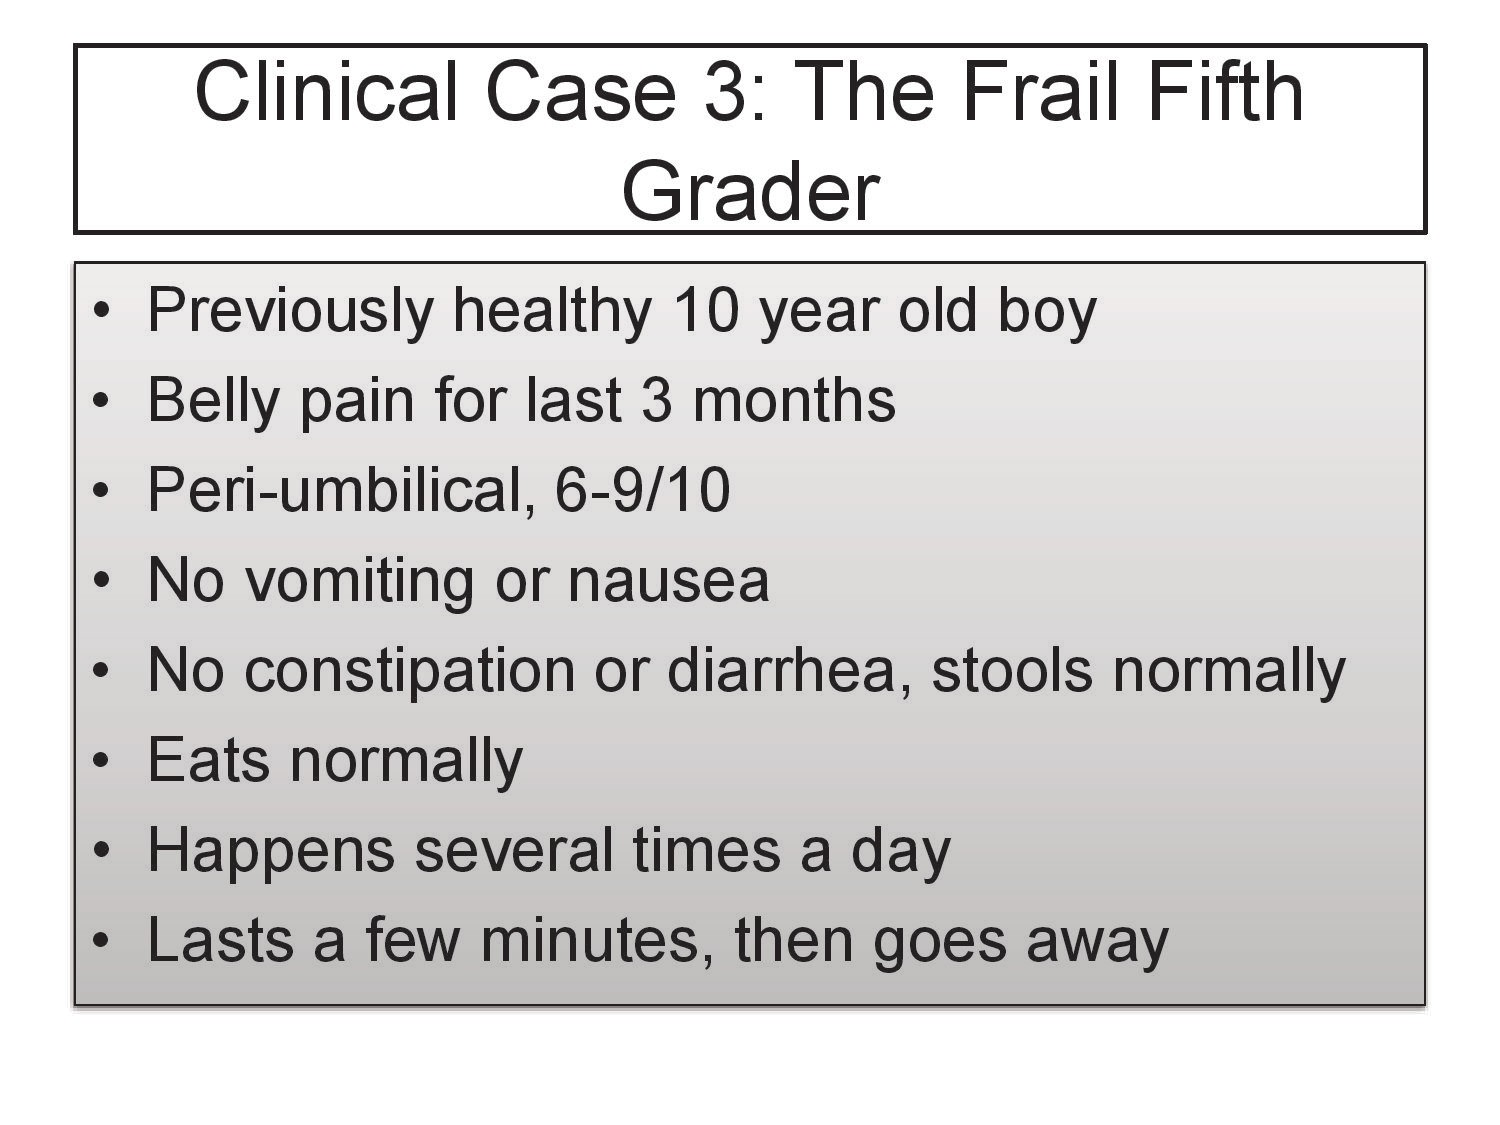 Clinical Case 3: The Frail Fifth
Grader
• Previously healthy 10 year old boy
• Belly pain for last 3 months
• Peri-umbilical, 6-9/10
• No vomiting or nausea
• No constipation or diarrhea, stools normally
• Eats normally
• Happens several times a day
• Lasts a few minutes, then goes away